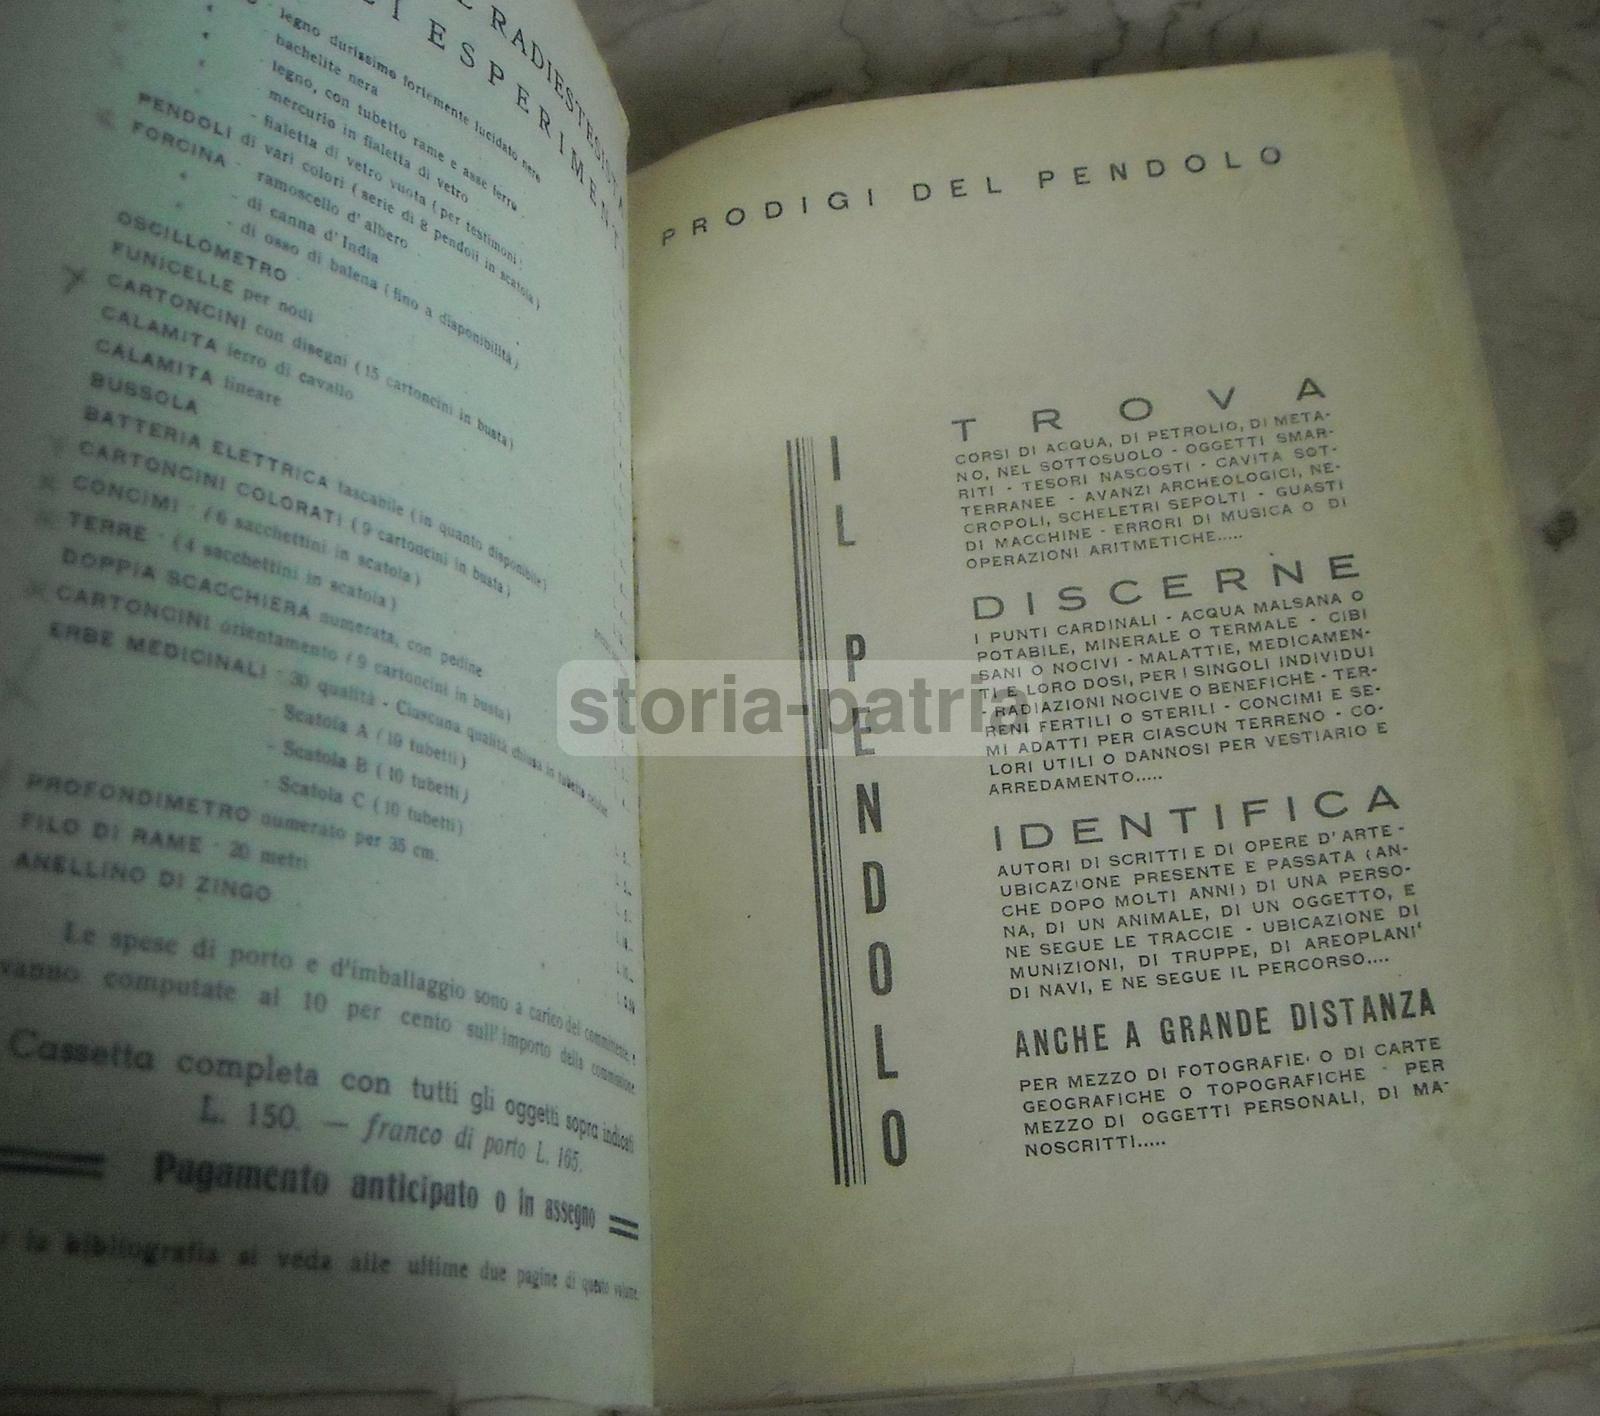 RADIESTESISTA
ESPERIMENTI
legno durissimo fortemente lucidato nero
bachelite nera
legno, con tubetto rame e asse ferro
mercurio in fialetta di vetro
- fialetta di vetro vuota (per testimoni)
PENDOLI di vari colori (serie di 8 pendoli in scatola)
FORCINA - ramoscello d' albero
- di canna d' India
- di osso di balena (fino a disponibilità)
OSCILLOMETRO
FUNICELLE per nodi
CARTONCINI con disegni (15 cartoncini in busta)
CALAMITA ferro di cavallo
CALAMITA lineare
BUSSOLA
BATTERIA ELETTRICA tascabile (in quanto disponibile)
CARTONCINI COLORATI (9 cartoncini in busta)
CONCIMI - (6 sacchettini in scatola)
TERRE - (4 sacchettini in scatola)
DOPPIA SCACCHIERA numerata, con pedine
CARTONCINI orientamento (9 cartoncini in busta)
ERBE MEDICINALI - 30 qualità - Ciascuna qualità chiusa in tubetto
- Scatola A (10 tubetti)
- Scatola B (10 tubetti)
- Scatola C (10 tubetti)
PROFONDIMETRO numerato per 35 cm.
FILO DI RAME - 20 metri
ANELLINO DI ZINGO
Le spese di porto e d'imballaggio sono a carico del committente, e
vanno computate al 10 per cento sull' importo della commissione
Cassetta completa con tutti gli oggetti sopra indicati
L. 150. — franco di porto L. 165.
Pagamento anticipato o in assegno
la bibliografia si veda alle ultime due pagine di questo volume.
PRODIGI DEL PENDOLO
IL PENDOLO
TROVA
CORSI DI ACQUA, DI PETROLIO, DI META-
NO, NEL SOTTOSUOLO - OGGETTI SMAR-
RITI - TESORI NASCOSTI - CAVITA SOT-
TERRANEE - AVANZI ARCHEOLOGICI, NE-
CROPOLI, SCHELETRI SEPOLTI - GUASTI
DI MACCHINE - ERRORI DI MUSICA O DI
OPERAZIONI ARITMETICHE.....
DISCERNE
I PUNTI CARDINALI - ACQUA MALSANA O
POTABILE, MINERALE O TERMALE - CIBI
SANI O NOCIVI - MALATTIE, MEDICAMEN-
TI E LORO DOSI, PER I SINGOLI INDIVIDUI
- RADIAZIONI NOCIVE O BENEFICHE - TER-
RENI FERTILI O STERILI - CONCIMI E SE-
MI ADATTI PER CIASCUN TERRENO - CO-
LORI UTILI O DANNOSI PER VESTIARIO E
ARREDAMENTO.....
IDENTIFICA
AUTORI DI SCRITTI E DI OPERE D'ARTE -
UBICAZIONE PRESENTE E PASSATA (AN-
CHE DOPO MOLTI ANNI) DI UNA PERSO-
NA, DI UN ANIMALE, DI UN OGGETTO, E
NE SEGUE LE TRACCIE - UBICAZIONE DI
MUNIZIONI, DI TRUPPE, DI AREOPLANI'
DI NAVI, E NE SEGUE IL PERCORSO....
ANCHE A GRANDE DISTANZA
PER MEZZO DI FOTOGRAFIE, O DI CARTE
GEOGRAFICHE O TOPOGRAFICHE - PER
MEZZO DI OGGETTI PERSONALI, DI MA-
NOSCRITTI.....
storia-patria